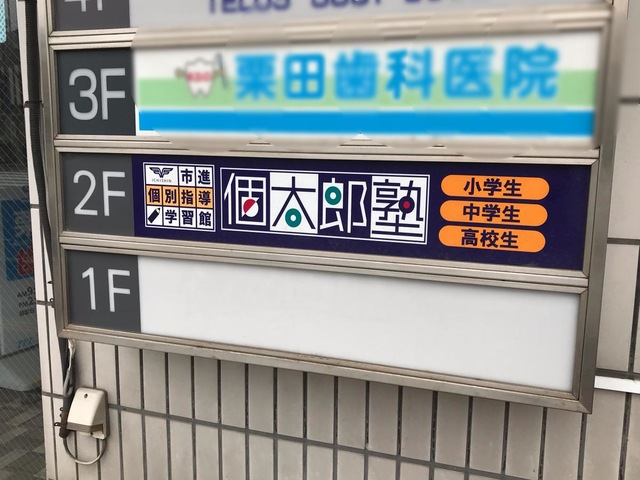 3F
栗田歯科医院
2F
ICHISHIN
市進
個別指導
学習館
個太郎塾
小学生
中学生
高校生
1F